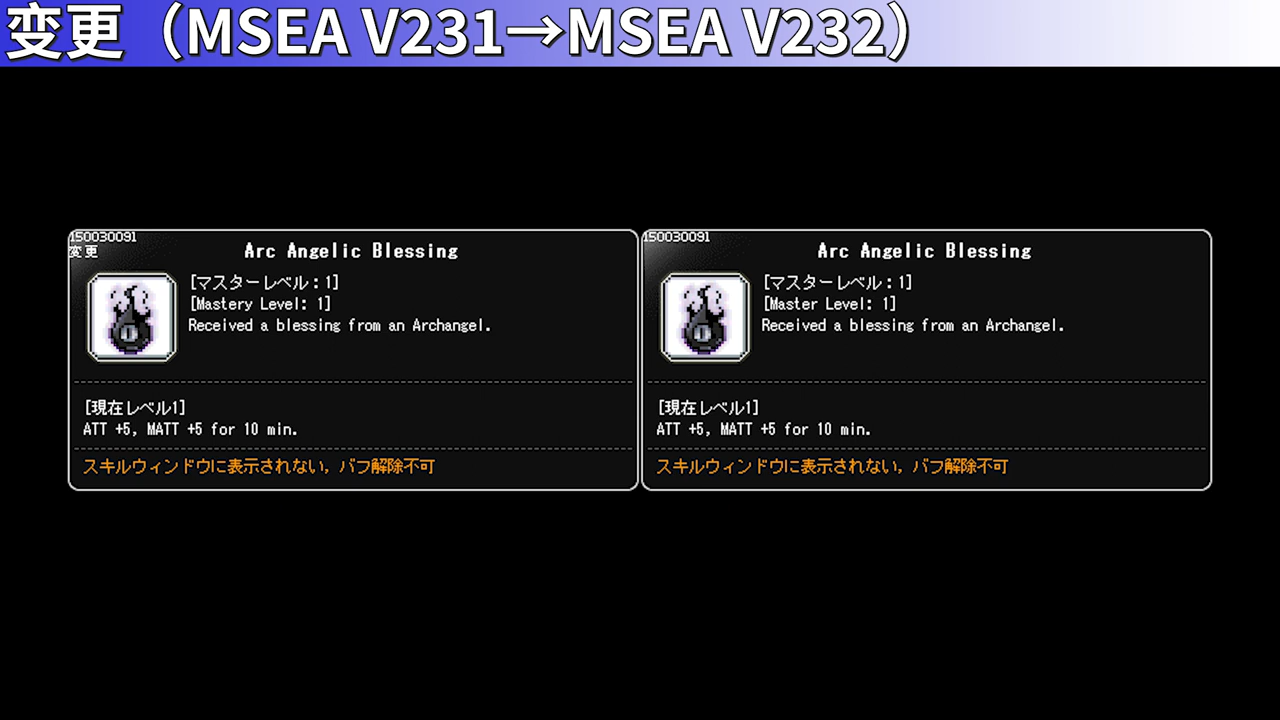 変更（MSEA V231→MSEA V232）
150030091
変更
Arc Angelic Blessing
[マスターレベル：1]
[Mastery Level: 1]
Received a blessing from an Archangel.
[現在レベル1]
ATT +5, MATT +5 for 10 min.
スキルウィンドウに表示されない，バフ解除不可
150030091
Arc Angelic Blessing
[マスターレベル：1]
[Master Level: 1]
Received a blessing from an Archangel.
[現在レベル1]
ATT +5, MATT +5 for 10 min.
スキルウィンドウに表示されない，バフ解除不可